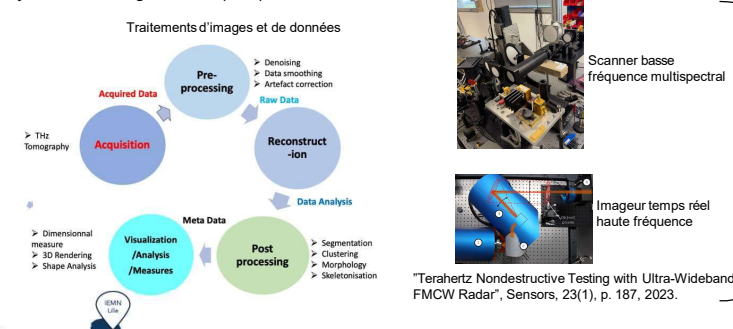 Traitements d'images et de données
Pre-
processing
➢ Denoising
➢ Data smoothing
➢ Artefact correction
Acquired Data
Raw Data
➢ THz
Tomography
Acquisition
Reconstruct
-ion
Data Analysis
Meta Data
➢ Dimensionnal
measure
➢ 3D Rendering
➢ Shape Analysis
Visualization
/Analysis
/Measures
Post
processing
➢ Segmentation
➢ Clustering
➢ Morphology
➢ Skeletonisation
IEMN
Lille
Scanner basse
fréquence multispectral
Imageur temps réel
haute fréquence
"Terahertz Nondestructive Testing with Ultra-Wideband
FMCW Radar", Sensors, 23(1), p. 187, 2023.